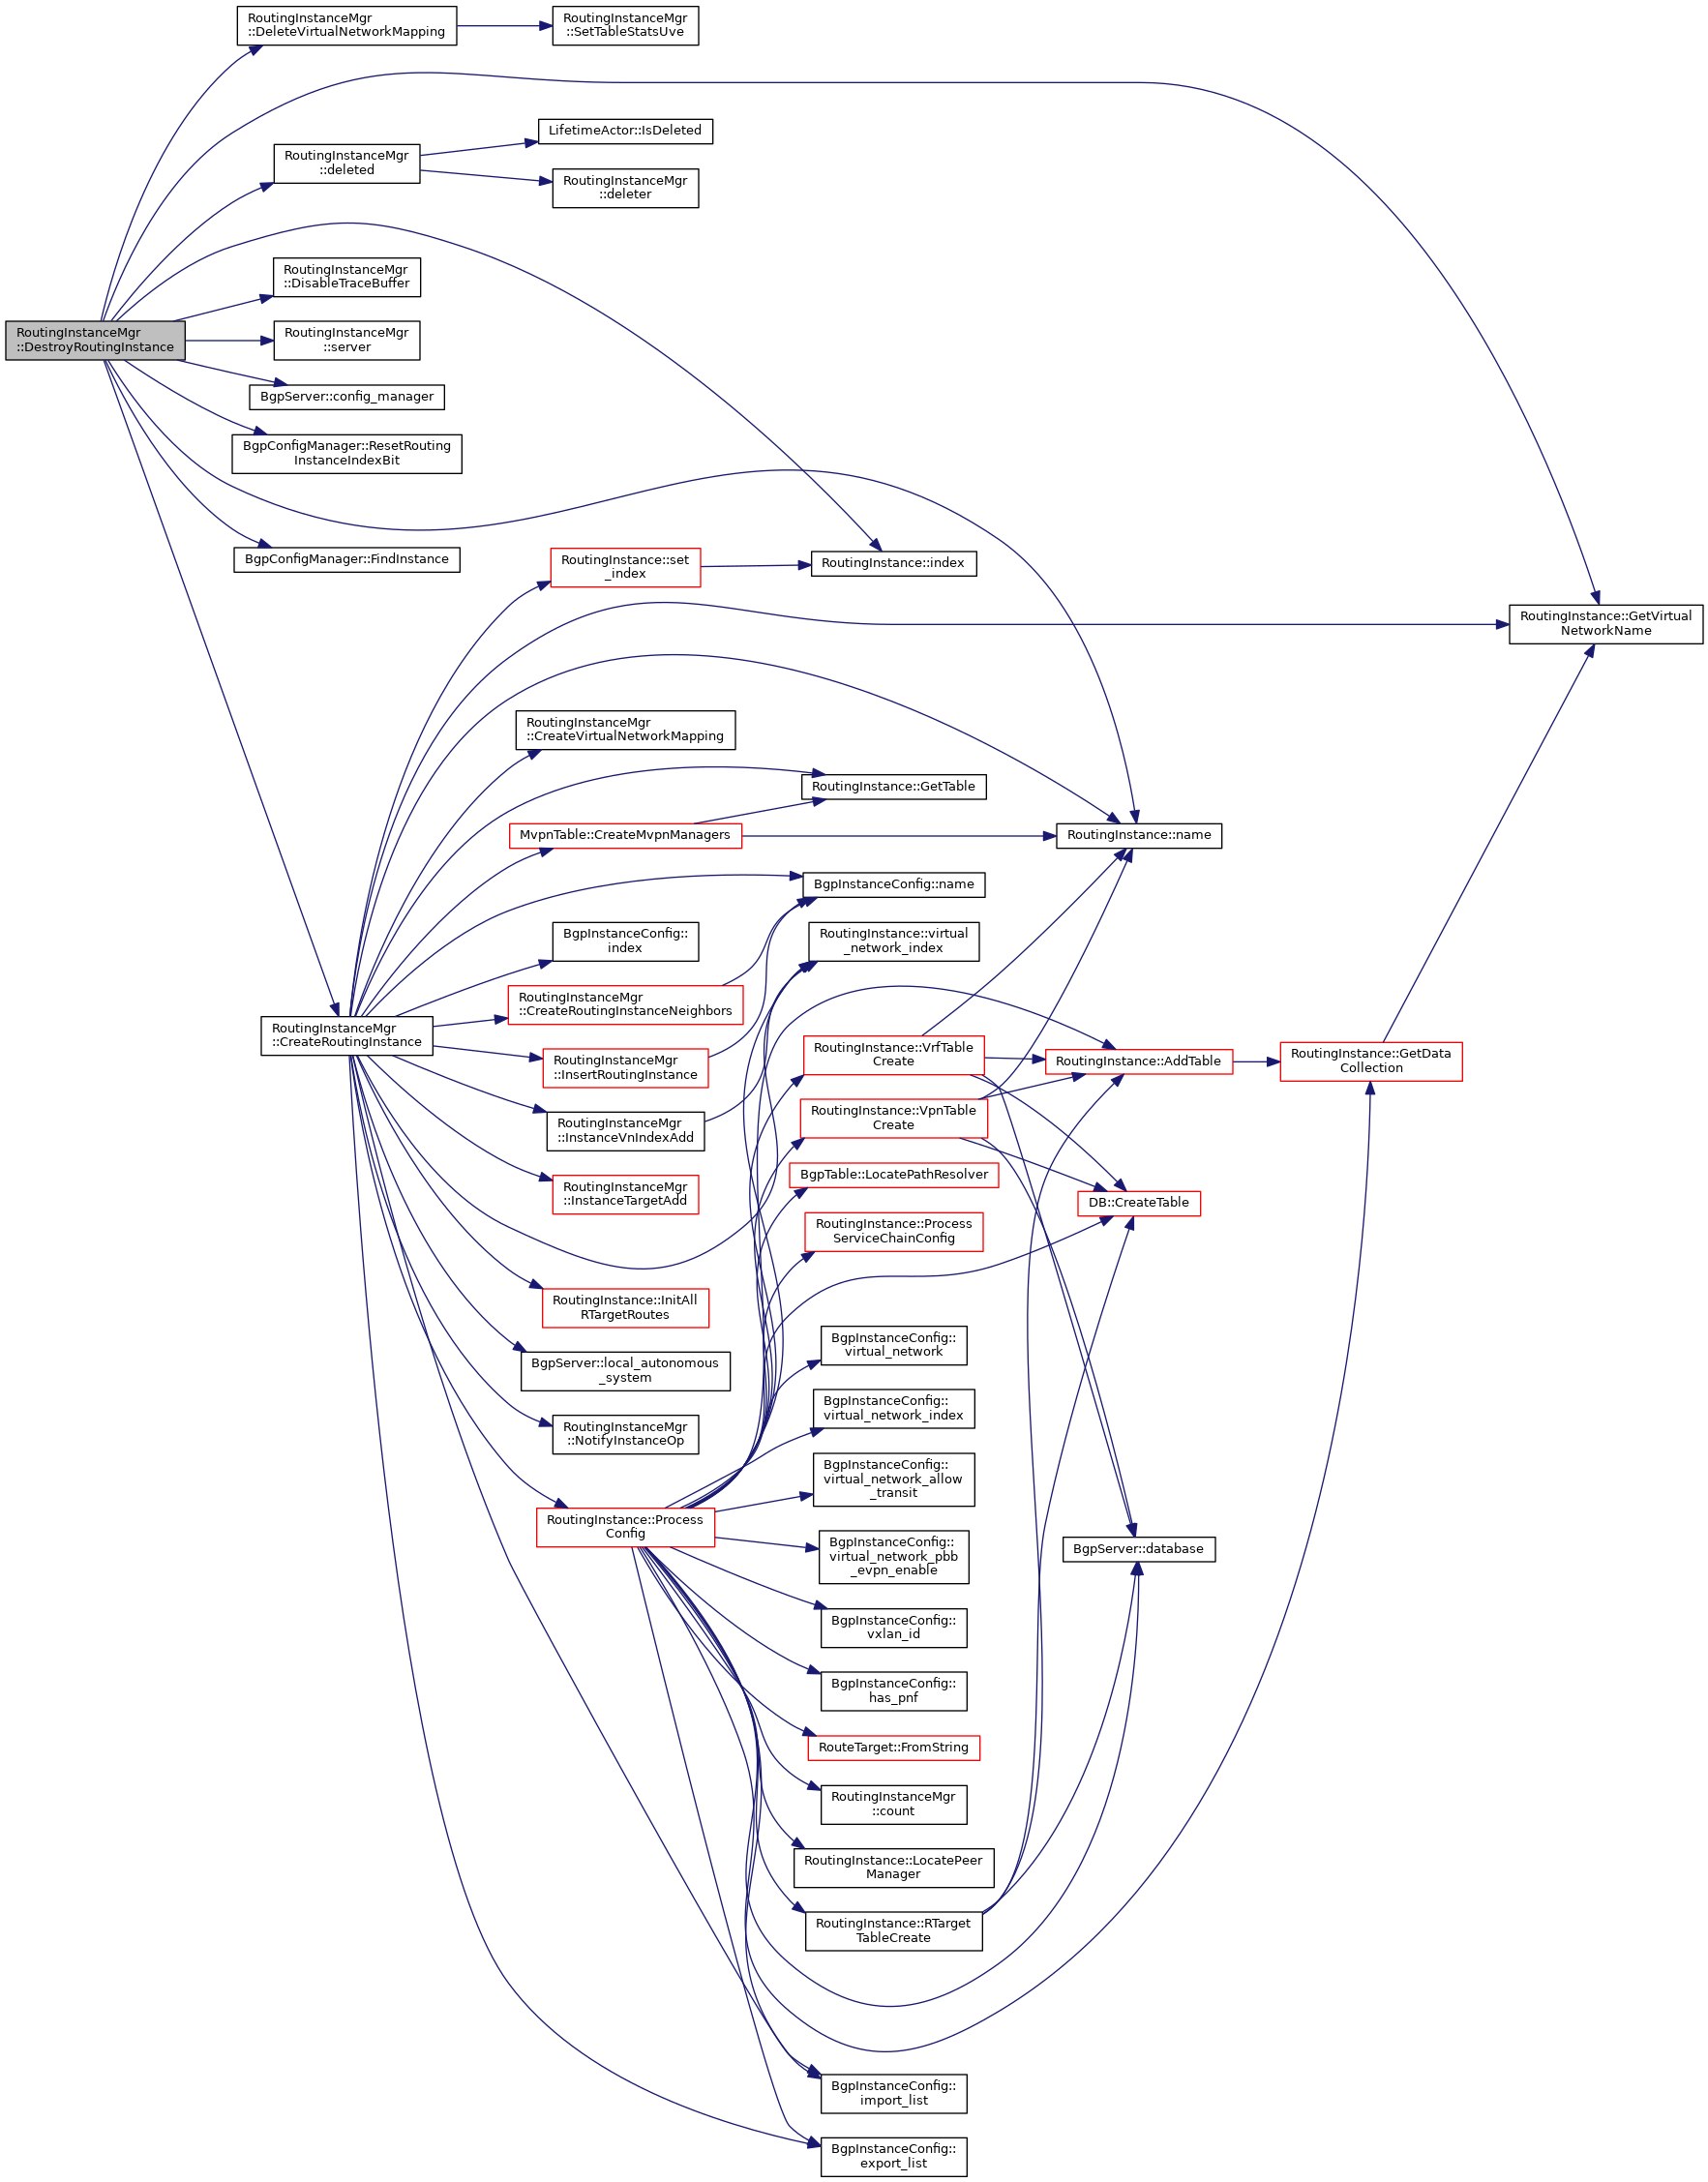 RoutingInstanceMgr
::DestroyRoutingInstance
RoutingInstanceMgr
::DeleteVirtualNetworkMapping
RoutingInstanceMgr
::SetTableStatsUve
RoutingInstanceMgr
::deleted
LifetimeActor::IsDeleted
RoutingInstanceMgr
::deleter
RoutingInstanceMgr
::DisableTraceBuffer
RoutingInstanceMgr
::server
BgpServer::config_manager
BgpConfigManager::ResetRouting
InstanceIndexBit
BgpConfigManager::FindInstance
RoutingInstance::set
_index
RoutingInstance::index
RoutingInstance::GetVirtual
NetworkName
RoutingInstanceMgr
::CreateVirtualNetworkMapping
RoutingInstance::GetTable
MvpnTable::CreateMvpnManagers
RoutingInstance::name
BgpInstanceConfig::name
BgpInstanceConfig::
index
RoutingInstance::virtual
_network_index
RoutingInstanceMgr
::CreateRoutingInstanceNeighbors
RoutingInstanceMgr
::CreateRoutingInstance
RoutingInstanceMgr
::InsertRoutingInstance
RoutingInstance::VrfTable
Create
RoutingInstance::AddTable
RoutingInstance::GetData
Collection
RoutingInstanceMgr
::InstanceVnIndexAdd
RoutingInstance::VpnTable
Create
BgpTable::LocatePathResolver
RoutingInstanceMgr
::InstanceTargetAdd
DB::CreateTable
RoutingInstance::Process
ServiceChainConfig
RoutingInstance::InitAll
RTargetRoutes
BgpInstanceConfig::
virtual_network
BgpServer::local_autonomous
_system
BgpInstanceConfig::
virtual_network_index
RoutingInstanceMgr
::NotifyInstanceOp
BgpInstanceConfig::
virtual_network_allow
_transit
RoutingInstance::Process
Config
BgpInstanceConfig::
virtual_network_pbb
_evpn_enable
BgpServer::database
BgpInstanceConfig::
vxlan_id
BgpInstanceConfig::
has_pnf
RouteTarget::FromString
RoutingInstanceMgr
::count
RoutingInstance::LocatePeer
Manager
RoutingInstance::RTarget
TableCreate
BgpInstanceConfig::
import_list
BgpInstanceConfig::
export_list